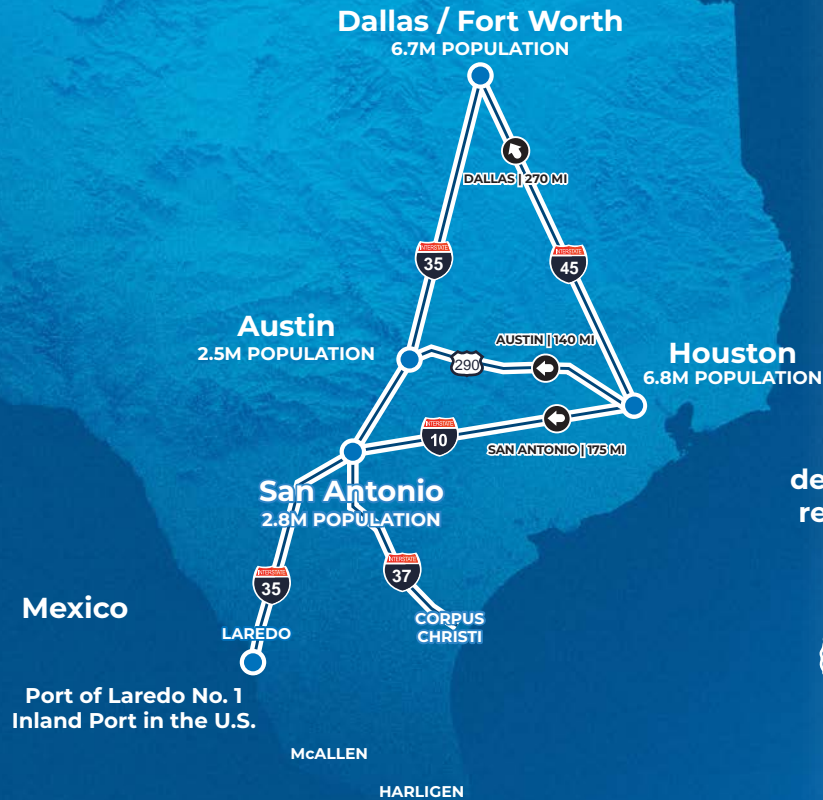 Dallas / Fort Worth
6.7M POPULATION
DALLAS | 270 MI
INTERSTATE
35
INTERSTATE
45
Austin
2.5M POPULATION
AUSTIN | 140 MI
290
Houston
6.8M POPULATION
INTERSTATE
10
SAN ANTONIO | 175 MI
San Antonio
2.8M POPULATION
de
re
INTERSTATE
35
INTERSTATE
37
Mexico
LAREDO
CORPUS
CHRISTI
Port of Laredo No. 1
Inland Port in the U.S.
McALLEN
HARLIGEN